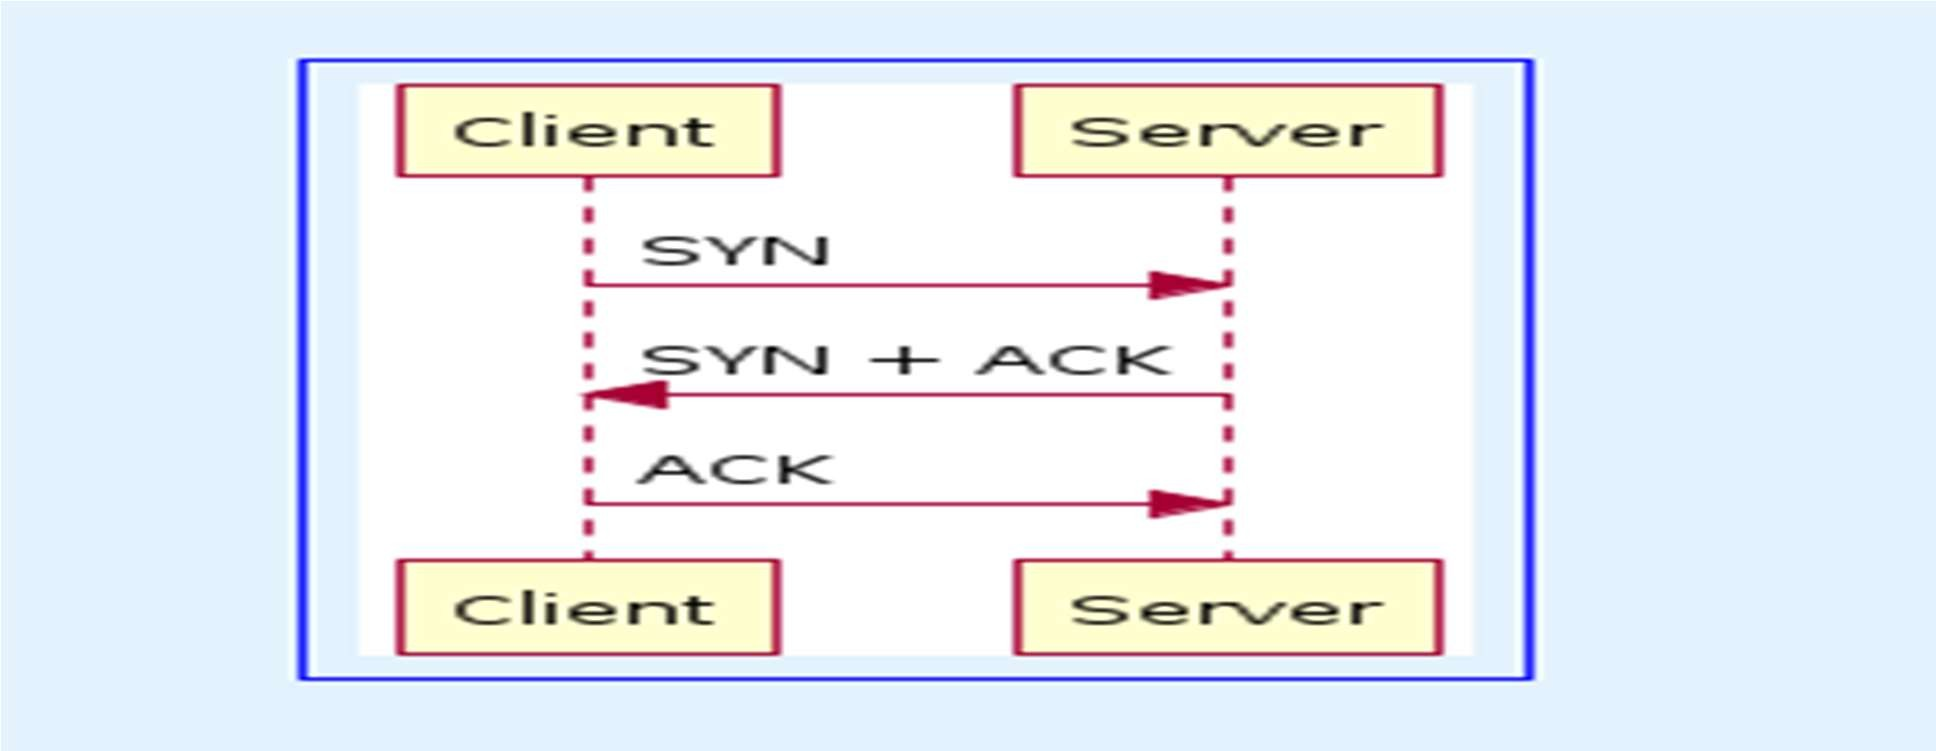 Client Server
SYN
SYN + ACK
ACK
Client Server